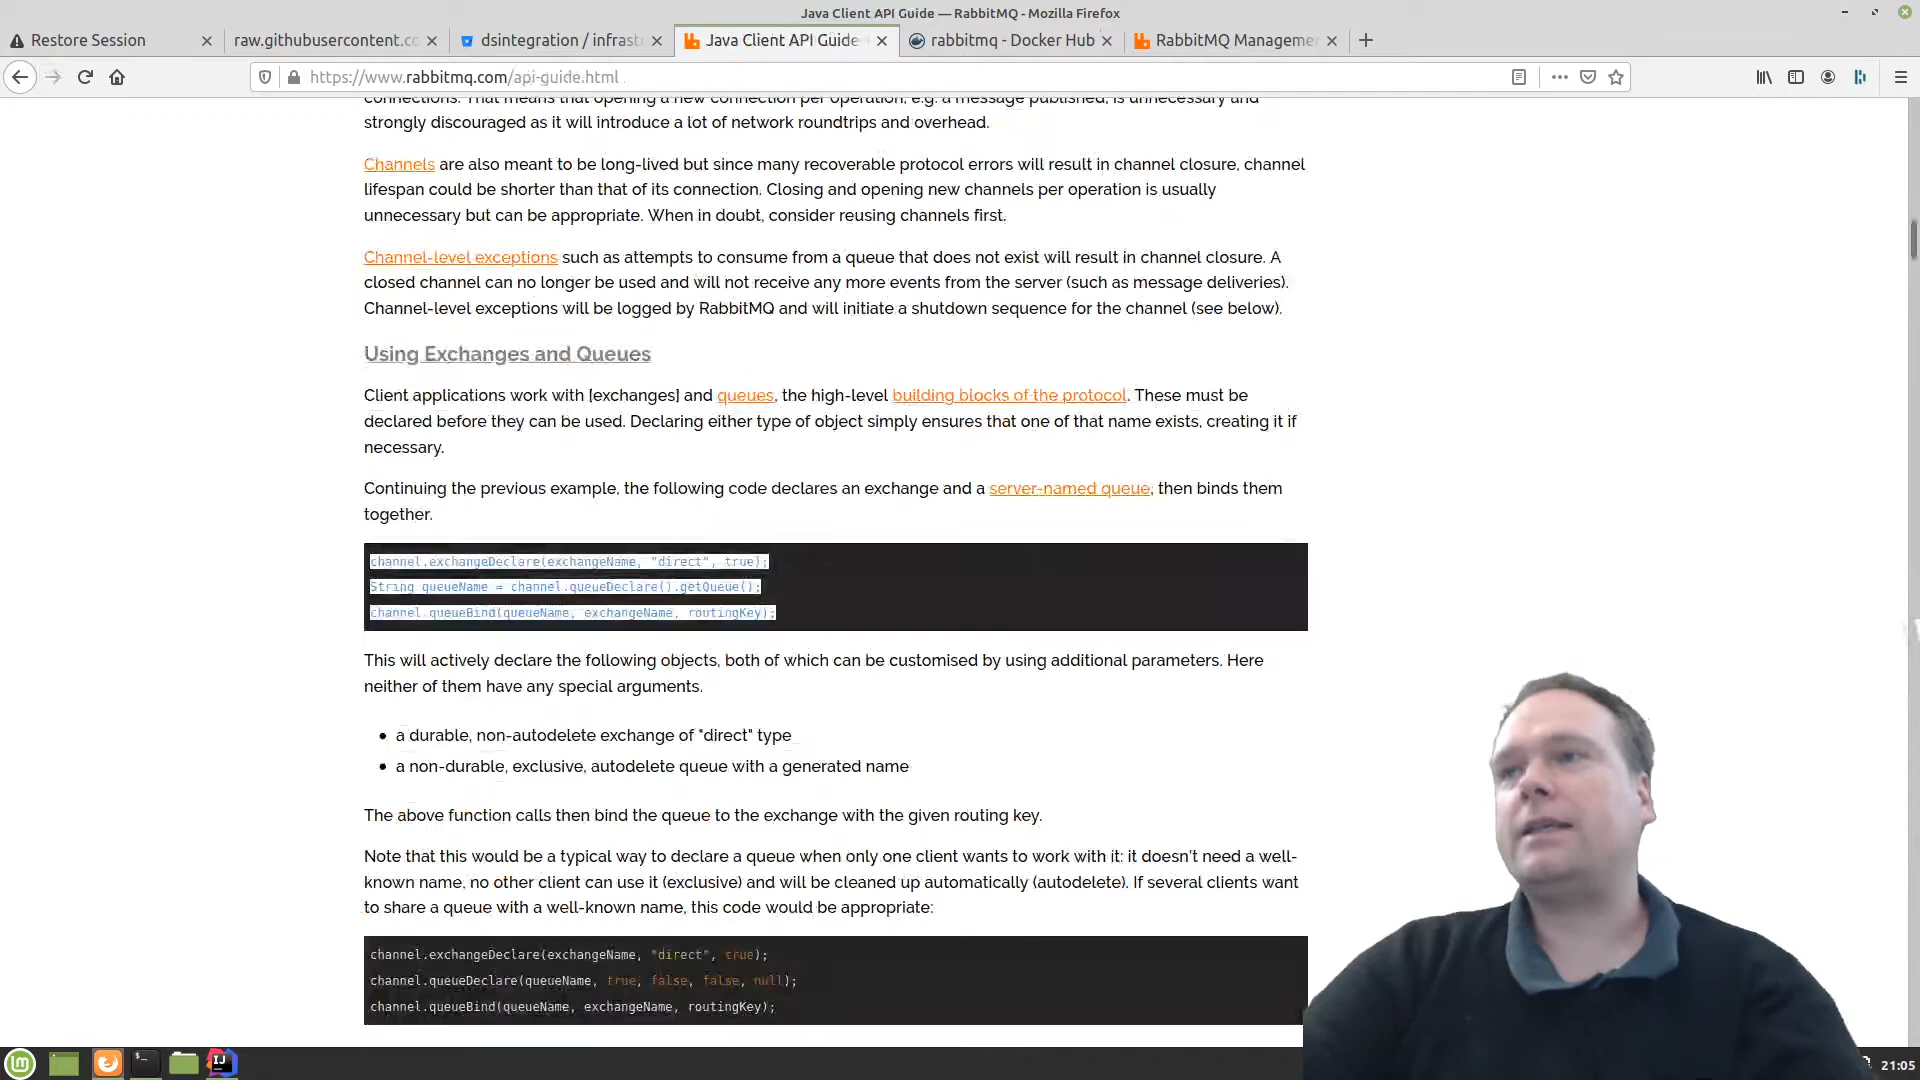 Java Client API Guide — RabbitMQ - Mozilla Firefox
Restore Session
raw.githubusercontent.co
dsintegration / infrastr
Java Client API Guide
rabbitmq - Docker Hub
RabbitMQ Managemen
https://www.rabbitmq.com/api-guide.html
connections. That means that opening a new connection per operation, e.g. a message published, is unnecessary and
strongly discouraged as it will introduce a lot of network roundtrips and overhead.
Channels are also meant to be long-lived but since many recoverable protocol errors will result in channel closure, channel
lifespan could be shorter than that of its connection. Closing and opening new channels per operation is usually
unnecessary but can be appropriate. When in doubt, consider reusing channels first.
Channel-level exceptions such as attempts to consume from a queue that does not exist will result in channel closure. A
closed channel can no longer be used and will not receive any more events from the server (such as message deliveries).
Channel-level exceptions will be logged by RabbitMQ and will initiate a shutdown sequence for the channel (see below).
Using Exchanges and Queues
Client applications work with [exchanges] and queues, the high-level building blocks of the protocol. These must be
declared before they can be used. Declaring either type of object simply ensures that one of that name exists, creating it if
necessary.
Continuing the previous example, the following code declares an exchange and a server-named queue, then binds them
together.
channel.exchangeDeclare(exchangeName, "direct", true);
String queueName = channel.queueDeclare().getQueue();
channel.queueBind(queueName, exchangeName, routingKey);
This will actively declare the following objects, both of which can be customised by using additional parameters. Here
neither of them have any special arguments.
• a durable, non-autodelete exchange of "direct" type
• a non-durable, exclusive, autodelete queue with a generated name
The above function calls then bind the queue to the exchange with the given routing key.
Note that this would be a typical way to declare a queue when only one client wants to work with it: it doesn't need a well-
known name, no other client can use it (exclusive) and will be cleaned up automatically (autodelete). If several clients want
to share a queue with a well-known name, this code would be appropriate:
channel.exchangeDeclare(exchangeName, "direct", true);
channel.queueDeclare(queueName, true, false, false, null);
channel.queueBind(queueName, exchangeName, routingKey);
21:05